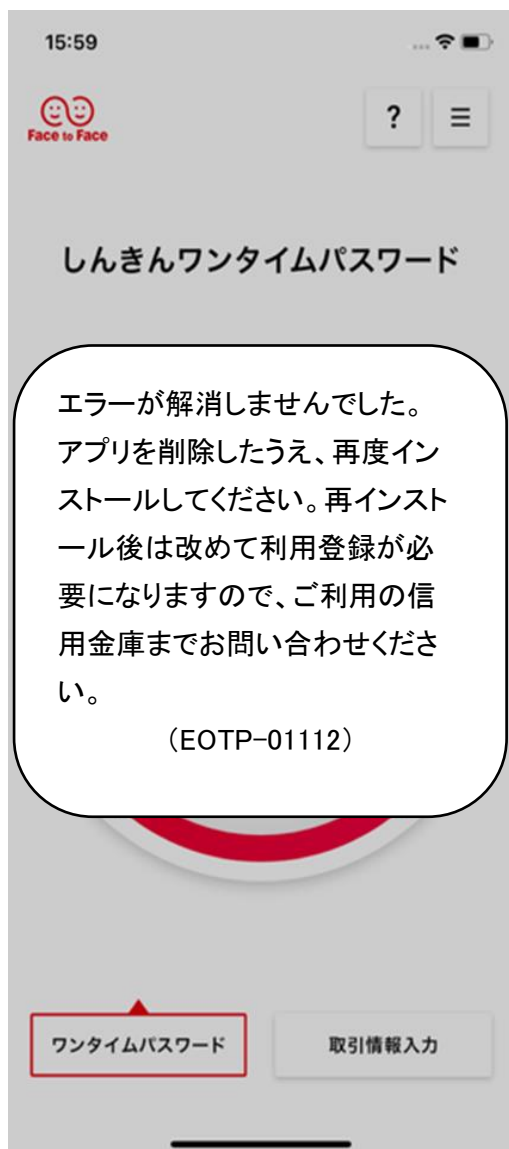 15:59
...
Face to Face
?
しんきんワンタイムパスワード
エラーが解消しませんでした。
アプリを削除したうえ、再度イン
ストールしてください。再インスト
ール後は改めて利用登録が必
要になりますので、ご利用の信
用金庫までお問い合わせくださ
い。
（EOTP-01112）
ワンタイムパスワード
取引情報入力